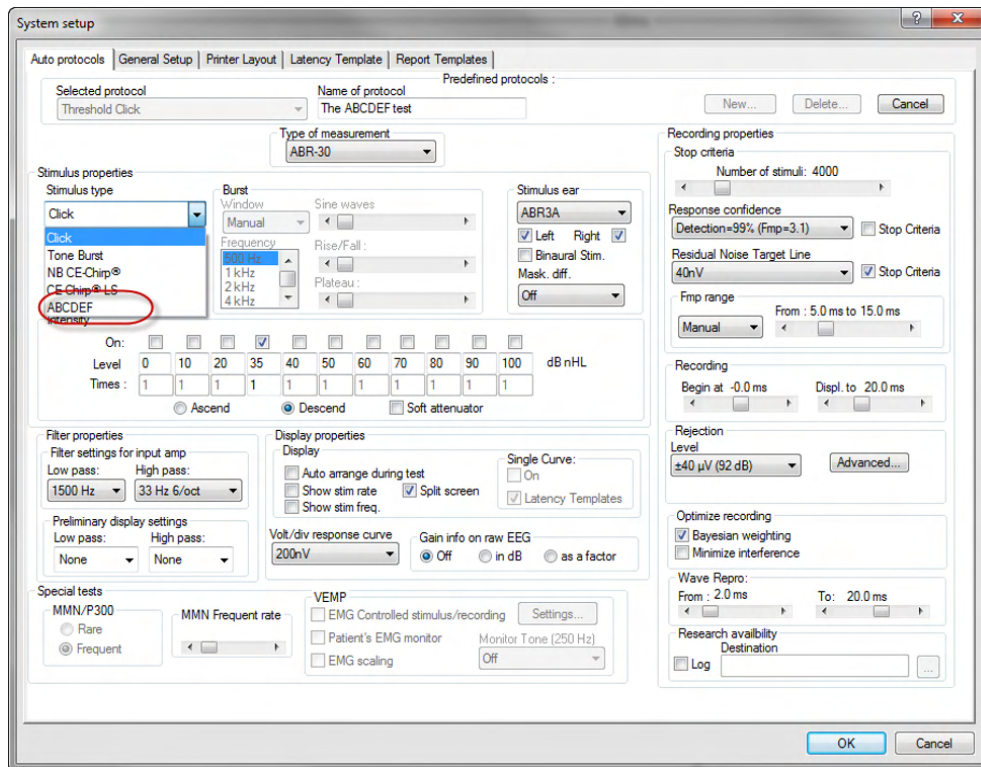 System setup
Auto protocols General Setup Printer Layout Latency Template Report Templates
Predefined protocols :
Selected protocol Name of protocol
Threshold Click The ABCDEF test New... Delete... Cancel
Type of measurement
ABR-30
Stimulus properties
Stimulus type
Click
Click
Tone Burst
NB CE-Chirp®
CE-Chirp® LS
ABCDEF
Burst
Window Sine waves
Manual
Frequency Rise/Fall :
500 Hz
1 kHz
2 kHz Plateau :
4 kHz
Stimulus ear
ABR3A
Left Right
Binaural Stim.
Mask. diff.
Off
Intensity
On:
Level 0 10 20 35 40 50 60 70 80 90 100 dB nHL
Times : 1 1 1 1 1 1 1 1 1 1 1
Ascend Descend Soft attenuator
Filter properties
Filter settings for input amp
Low pass: High pass:
1500 Hz 33 Hz 6/oct
Preliminary display settings
Low pass: High pass:
None None
Display properties
Display
Auto arrange during test
Show stim rate Split screen
Show stim freq.
Single Curve:
On
Latency Templates
Volt/div response curve
200nV
Gain info on raw EEG
Off in dB as a factor
Special tests
MMN/P300
Rare
Frequent
MMN Frequent rate
VEMP
EMG Controlled stimulus/recording Settings...
Patient's EMG monitor Monitor Tone (250 Hz)
EMG scaling Off
Recording properties
Stop criteria
Number of stimuli: 4000
Response confidence
Detection=99% (Fmp=3.1) Stop Criteria
Residual Noise Target Line
40nV Stop Criteria
Fmp range
From : 5.0 ms to 15.0 ms
Manual
Recording
Begin at -0.0 ms Displ. to 20.0 ms
Rejection
Level
±40 µV (92 dB) Advanced...
Optimize recording
Bayesian weighting
Minimize interference
Wave Repro:
From : 2.0 ms To: 20.0 ms
Research availbility
Destination
Log ...
OK Cancel